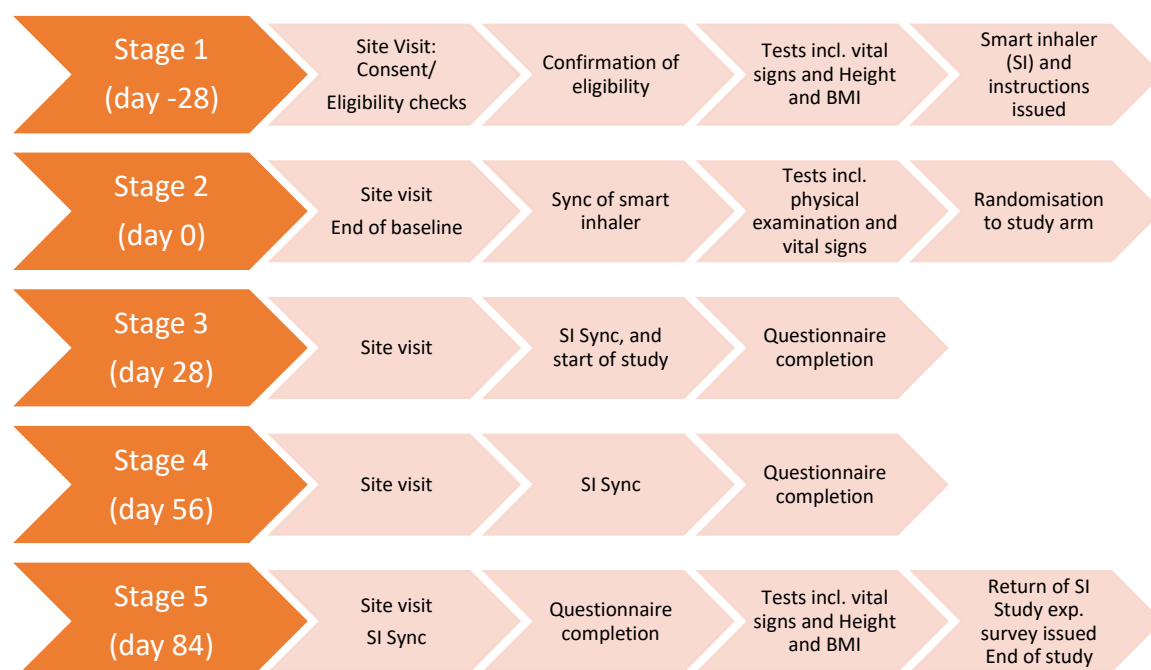 Stage 1
(day -28)
Site Visit:
Consent/
Eligibility checks
Confirmation of
eligibility
Tests incl. vital
signs and Height
and BMI
Smart inhaler
(SI) and
instructions
issued
Stage 2
(day 0)
Site visit
End of baseline
Sync of smart
inhaler
Tests incl.
physical
examination and
vital signs
Randomisation
to study arm
Stage 3
(day 28)
Site visit
SI Sync, and
start of study
Questionnaire
completion
Stage 4
(day 56)
Site visit
SI Sync
Questionnaire
completion
Stage 5
(day 84)
Site visit
SI Sync
Questionnaire
completion
Tests incl. vital
signs and Height
and BMI
Return of SI
Study exp.
survey issued
End of study